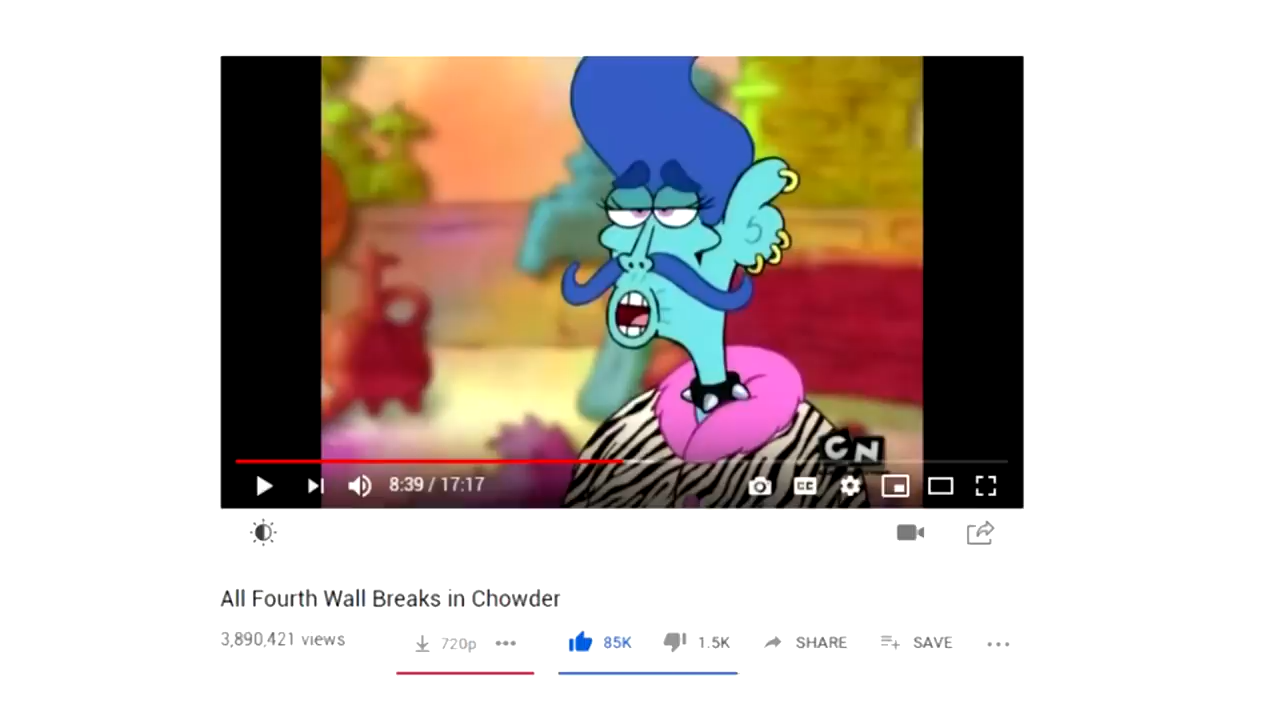 CN
8:39 / 17:17
CC
All Fourth Wall Breaks in Chowder
3,890,421 views
720p
85K
1.5K
SHARE
SAVE